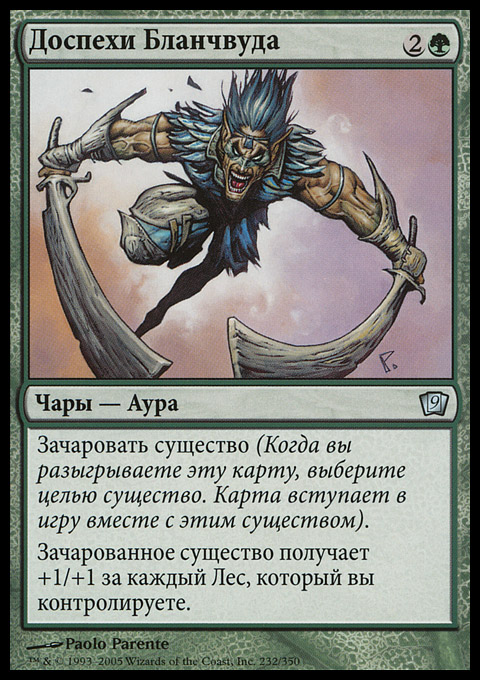 Доспехи Бланчвуда 2
Чары — Аура 9
Зачаровать существо (Когда вы
разыгрываете эту карту, выберите
целью существо. Карта вступает в
игру вместе с этим существом).
Зачарованное существо получает
+1/+1 за каждый Лес, который вы
контролируете.
Paolo Parente
™ & © 1993–2005 Wizards of the Coast, Inc. 232/350